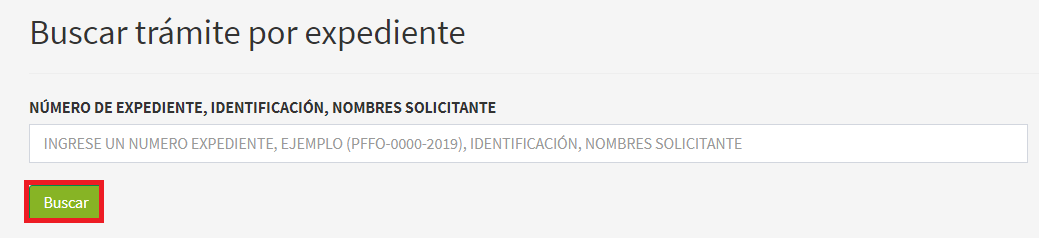 Buscar trámite por expediente
NÚMERO DE EXPEDIENTE, IDENTIFICACIÓN, NOMBRES SOLICITANTE
INGRESE UN NUMERO EXPEDIENTE, EJEMPLO (PFFO-0000-2019), IDENTIFICACIÓN, NOMBRES SOLICITANTE
Buscar